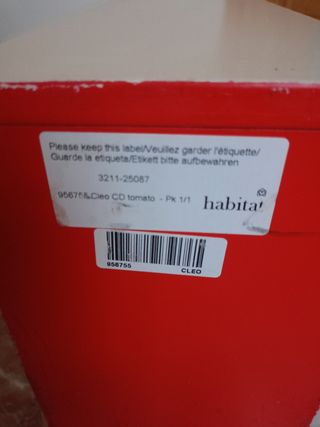 Please keep this label/Veuillez garder l'étiquette/
Guarde la etiqueta/Etikett bitte aufbewahren
3211-25087
Cleo CD tomato - Pk 1/1
habitat
956755
CLEO